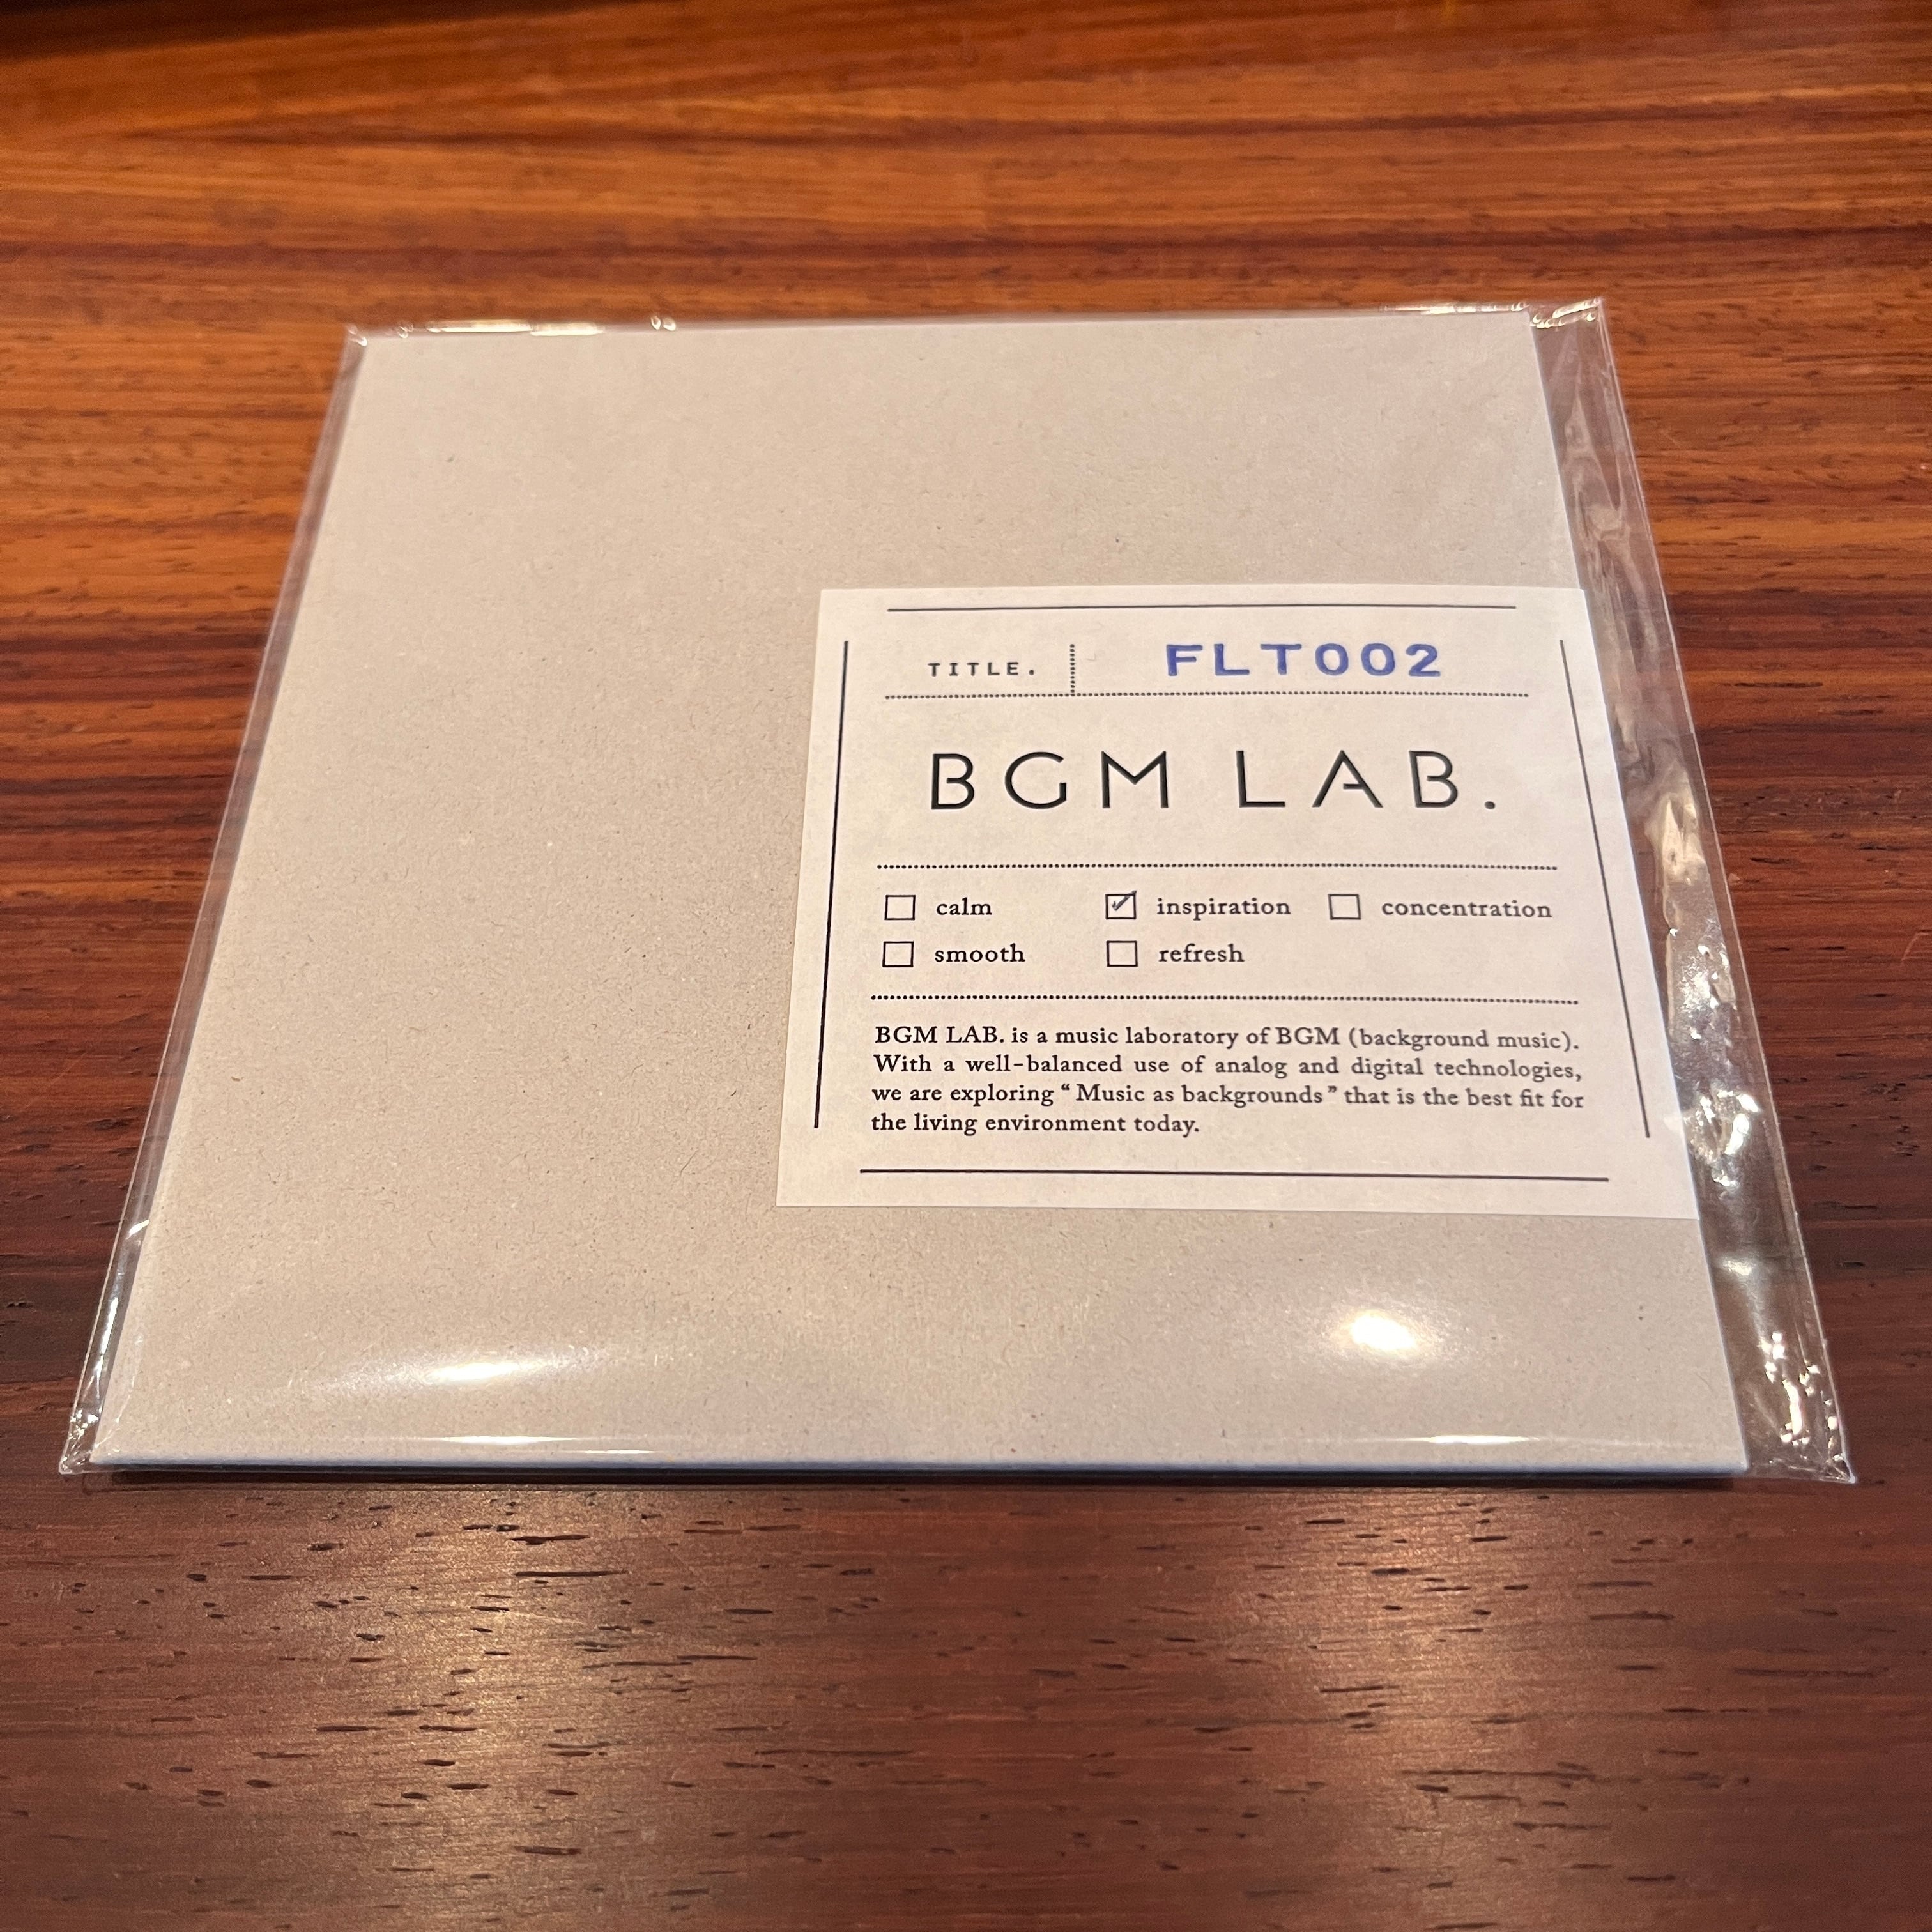 TITLE. FLT002
BGM LAB.
calm inspiration concentration
smooth refresh
BGM LAB. is a music laboratory of BGM (background music).
With a well-balanced use of analog and digital technologies,
we are exploring “ Music as backgrounds ” that is the best fit for
the living environment today.